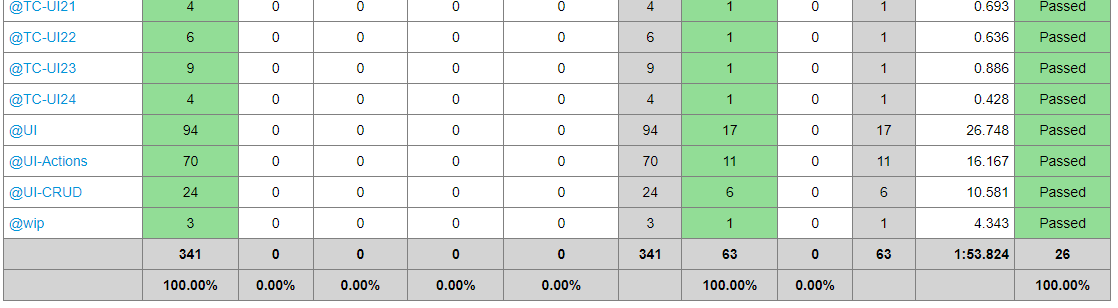 @TC-UI21 4 0 0 0 0 4 1 0 1 0.693 Passed
@TC-UI22 6 0 0 0 0 6 1 0 1 0.636 Passed
@TC-UI23 9 0 0 0 0 9 1 0 1 0.886 Passed
@TC-UI24 4 0 0 0 0 4 1 0 1 0.428 Passed
@UI 94 0 0 0 0 94 17 0 17 26.748 Passed
@UI-Actions 70 0 0 0 0 70 11 0 11 16.167 Passed
@UI-CRUD 24 0 0 0 0 24 6 0 6 10.581 Passed
@wip 3 0 0 0 0 3 1 0 1 4.343 Passed
341 0 0 0 0 341 63 0 63 1:53.824 26
100.00% 0.00% 0.00% 0.00% 0.00% 100.00% 0.00% 100.00%